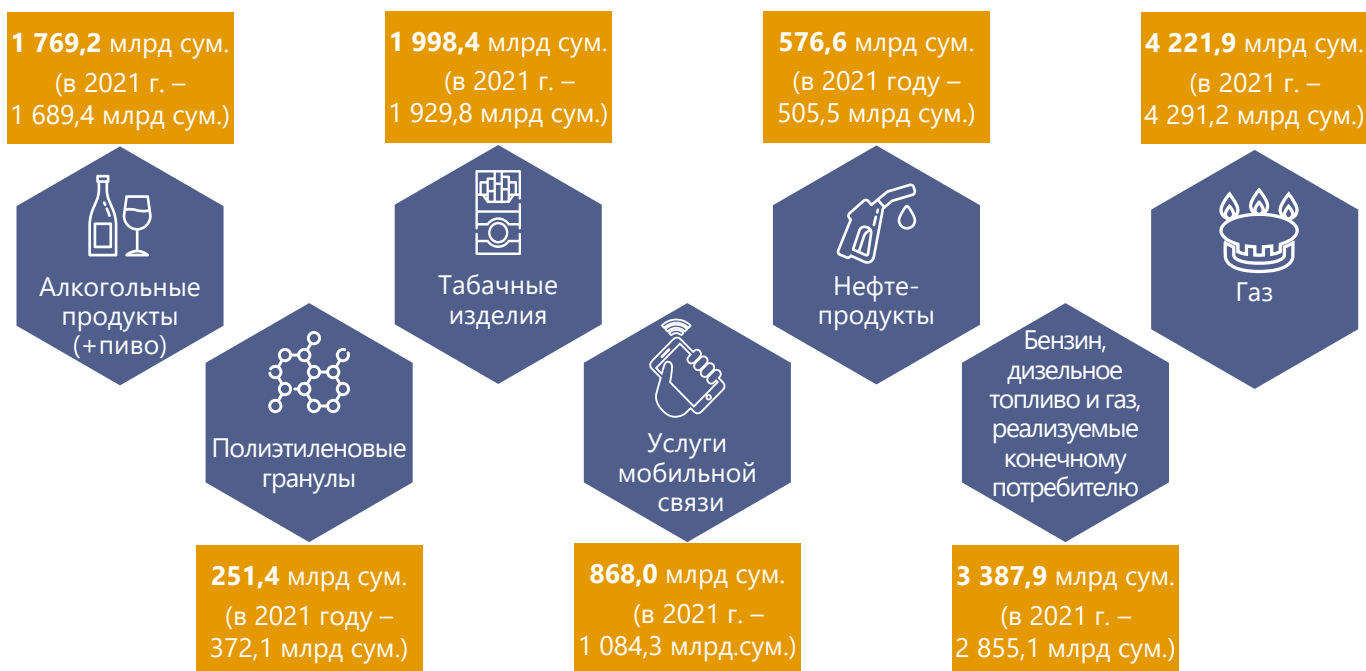 1 769,2 млрд сум.
(в 2021 г. –
1 689,4 млрд сум.)
Алкогольные
продукты
(+пиво)
Полиэтиленовые
гранулы
251,4 млрд сум.
(в 2021 году –
372,1 млрд сум.)
1 998,4 млрд сум.
(в 2021 г. –
1 929,8 млрд сум.)
Табачные
изделия
Услуги
мобильной
связи
868,0 млрд сум.
(в 2021 г. –
1 084,3 млрд.сум.)
576,6 млрд сум.
(в 2021 году –
505,5 млрд сум.)
Нефте-
продукты
Бензин,
дизельное
топливо и газ,
реализуемые
конечному
потребителю
3 387,9 млрд сум.
(в 2021 г. –
2 855,1 млрд сум.)
4 221,9 млрд сум.
(в 2021 г. –
4 291,2 млрд сум.)
Газ